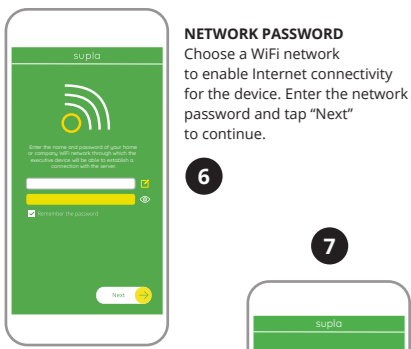 supla
Enter the name and password of your home
or company WiFi network through which the
executive device will be able to establish a
connection with the server.
Remember the password
Next
NETWORK PASSWORD
Choose a WiFi network
to enable Internet connectivity
for the device. Enter the network
password and tap “Next”
to continue.
6
7
supla